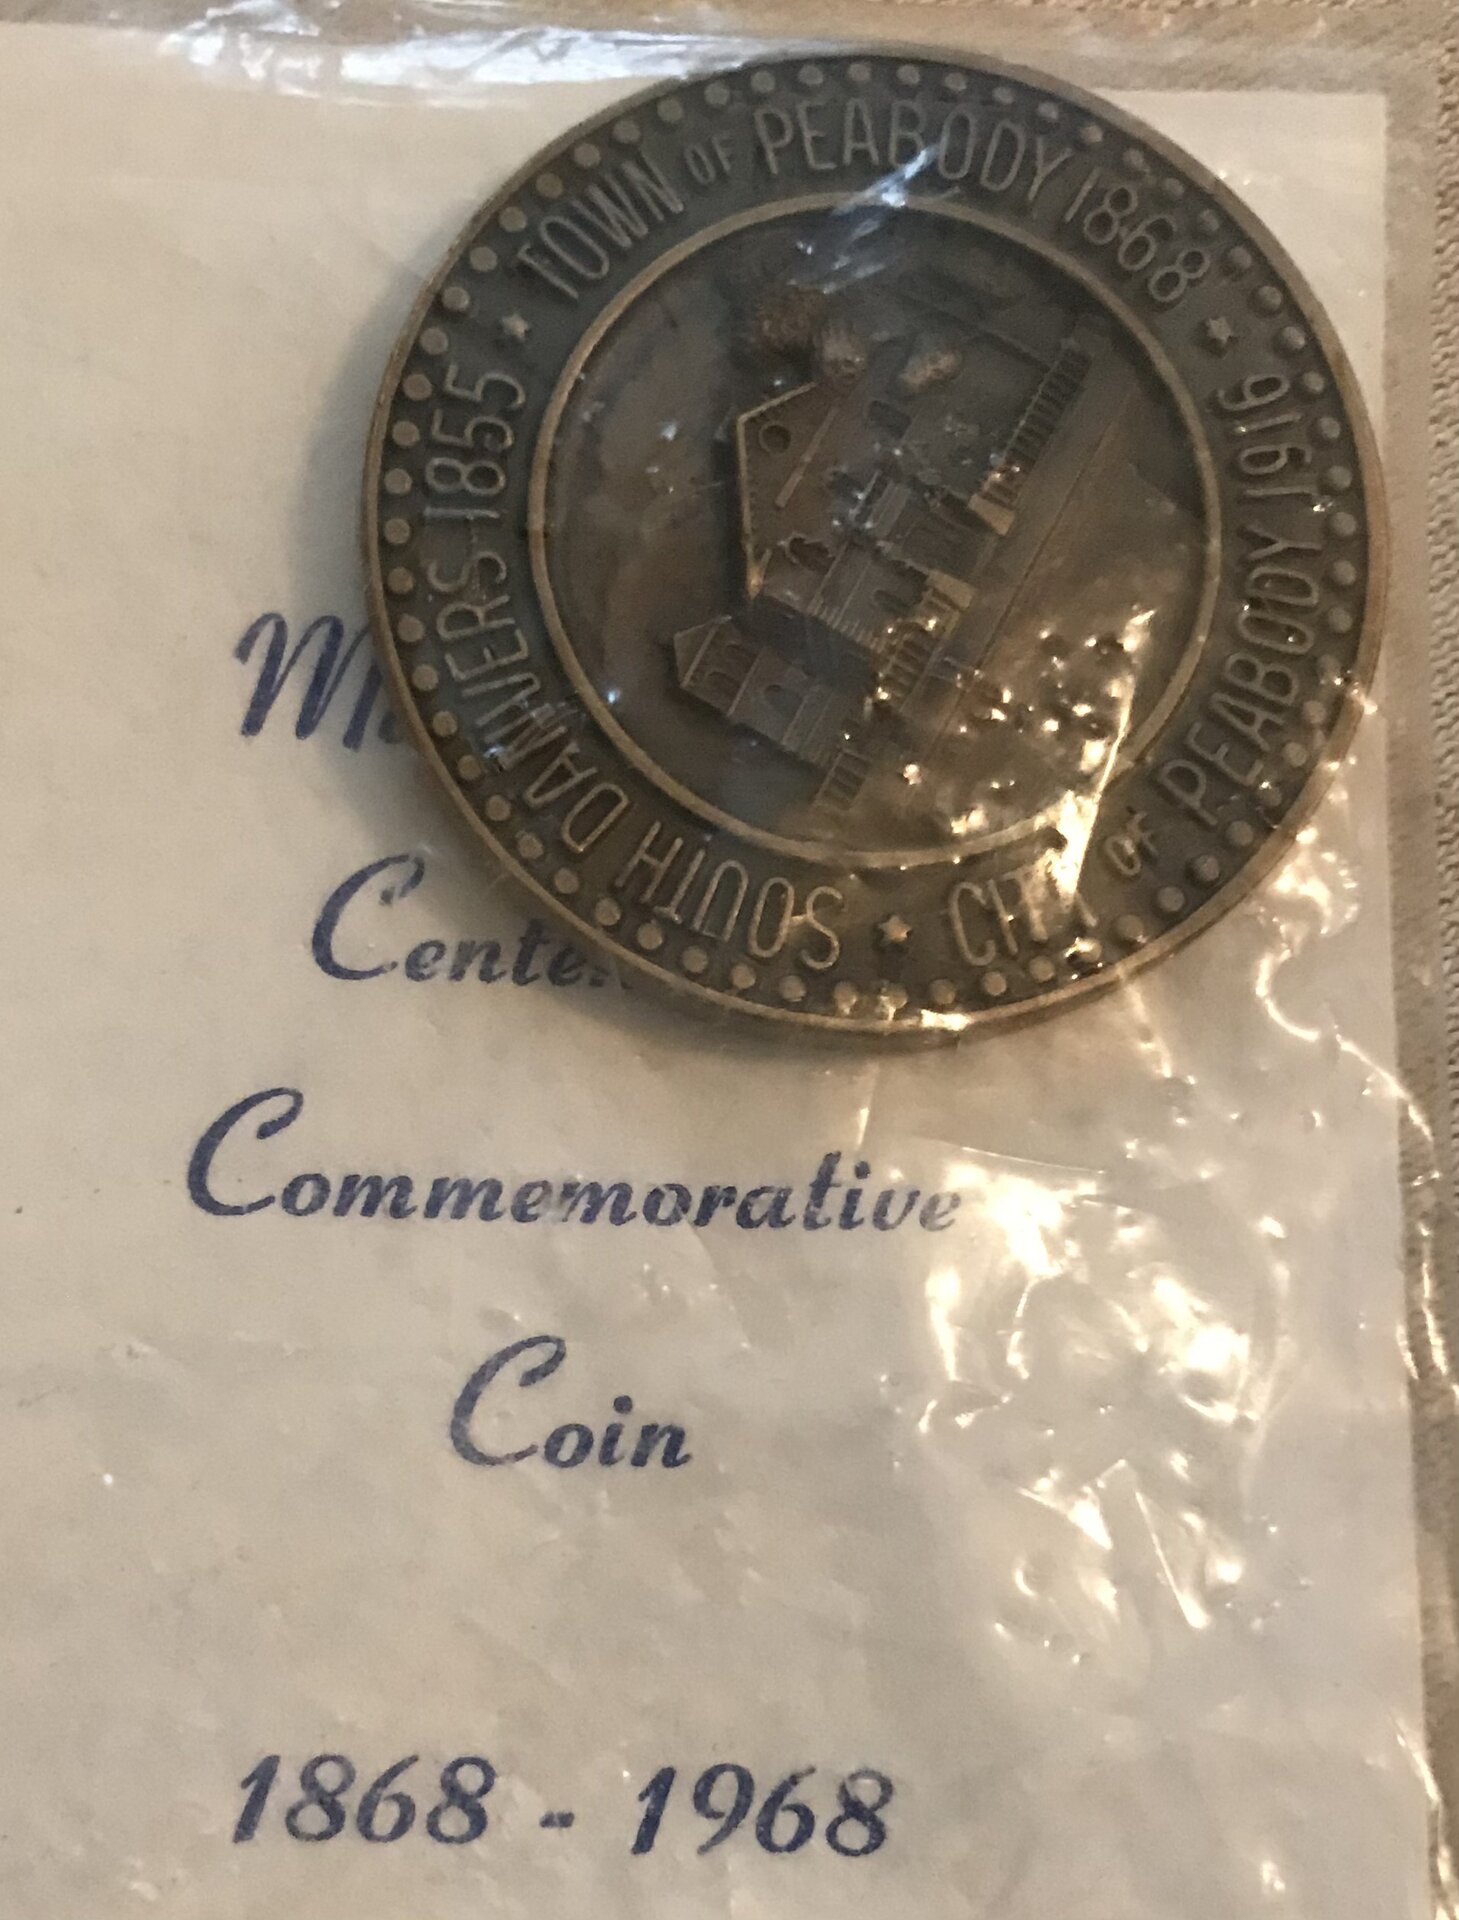 TOWN OF PEABODY 1868
CITY OF PEABODY 1916
SOUTH DANVERS 1855
Commemorative
Coin
1868 - 1968